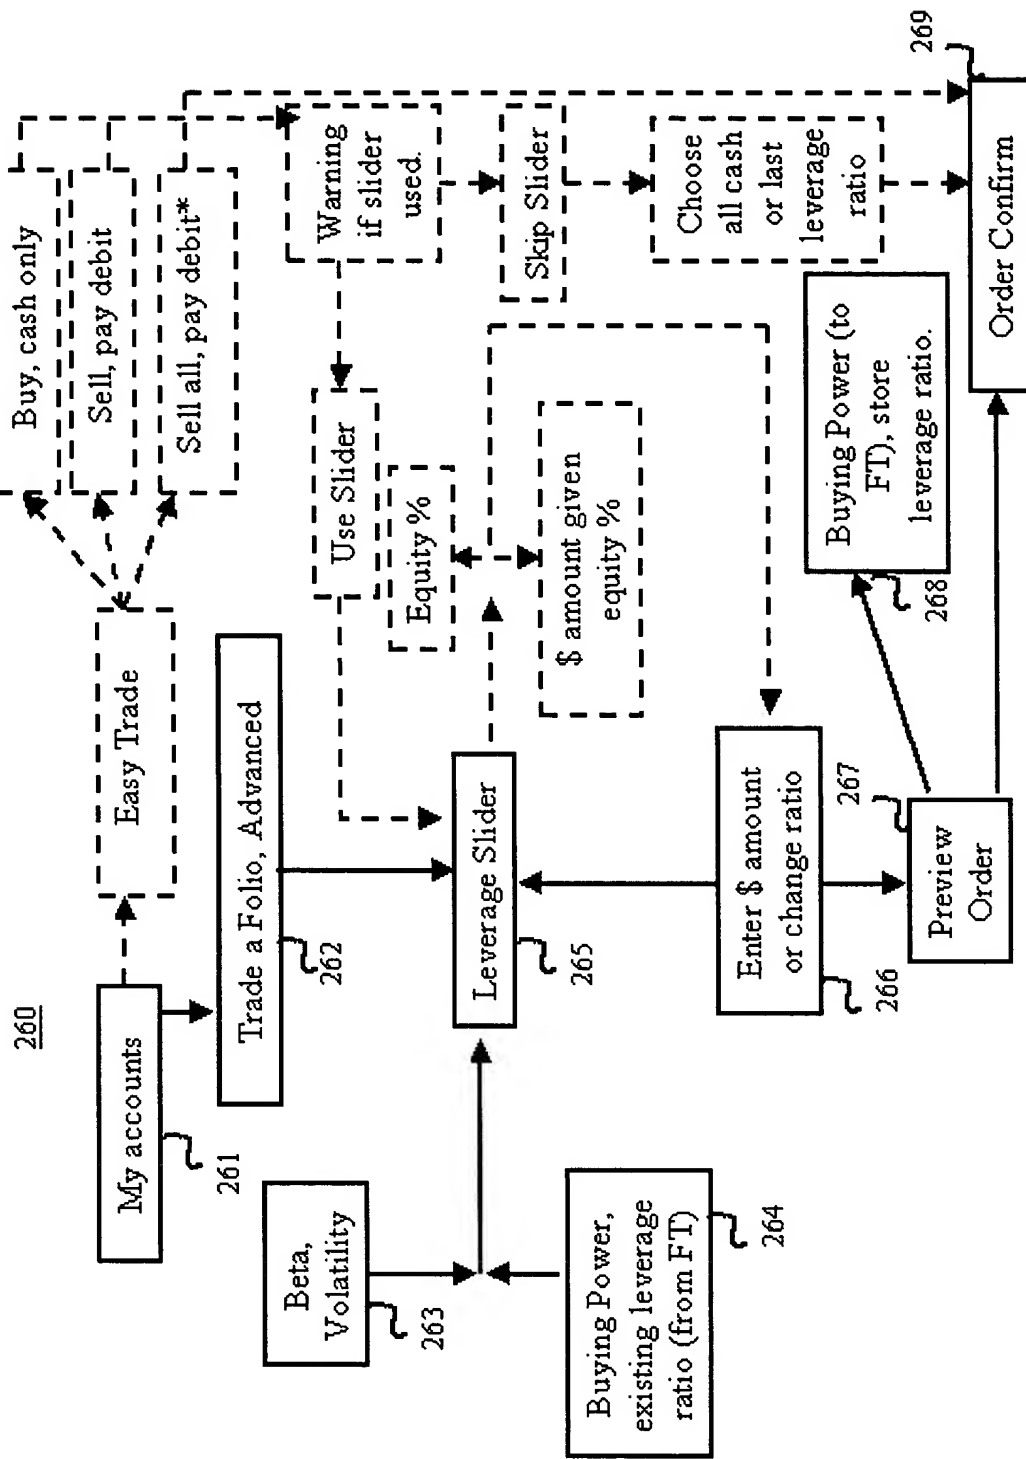 260
My accounts
261
Easy Trade
Buy, cash only
Sell, pay debit
Sell all, pay debit*
Trade a Folio, Advanced
262
Beta,
Volatility
263
Buying Power,
existing leverage
ratio (from FT)
264
Leverage Slider
265
Use Slider
Warning
if slider
used.
Equity %
$ amount given
equity %
Skip Slider
Choose
all cash
or last
leverage
ratio
Enter $ amount
or change ratio
266
Preview
Order
267
Buying Power (to
FT), store
leverage ratio.
268
Order Confirm
269